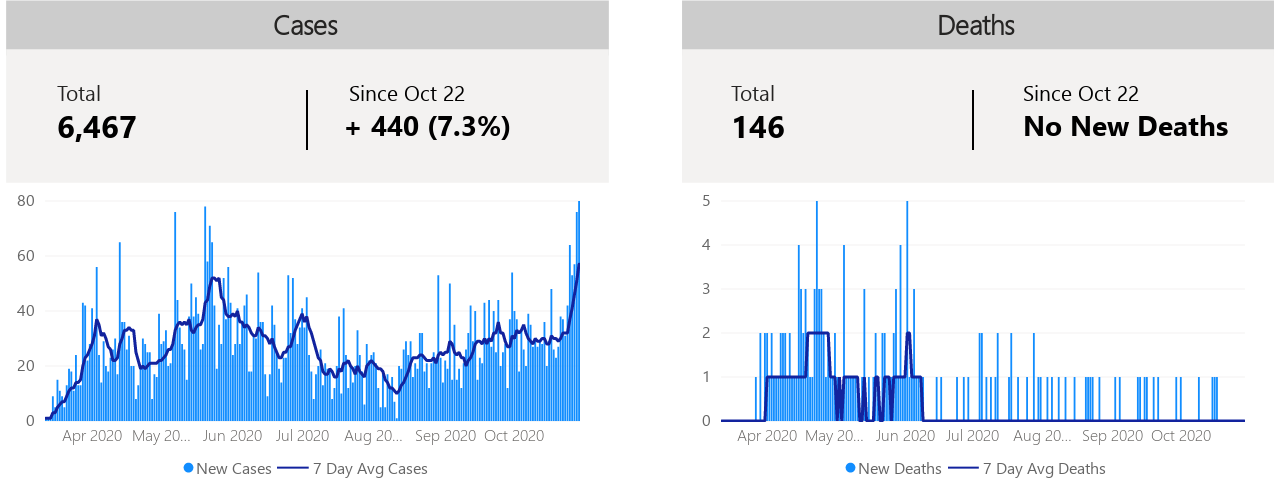 Cases
Total
6,467
Since Oct 22
+ 440 (7.3%)
80
60
40
20
0
Apr 2020 May 20... Jun 2020 Jul 2020 Aug 20... Sep 2020 Oct 2020
New Cases 7 Day Avg Cases
Deaths
Total
146
Since Oct 22
No New Deaths
5
4
3
2
1
0
Apr 2020 May 20... Jun 2020 Jul 2020 Aug 20... Sep 2020 Oct 2020
New Deaths 7 Day Avg Deaths